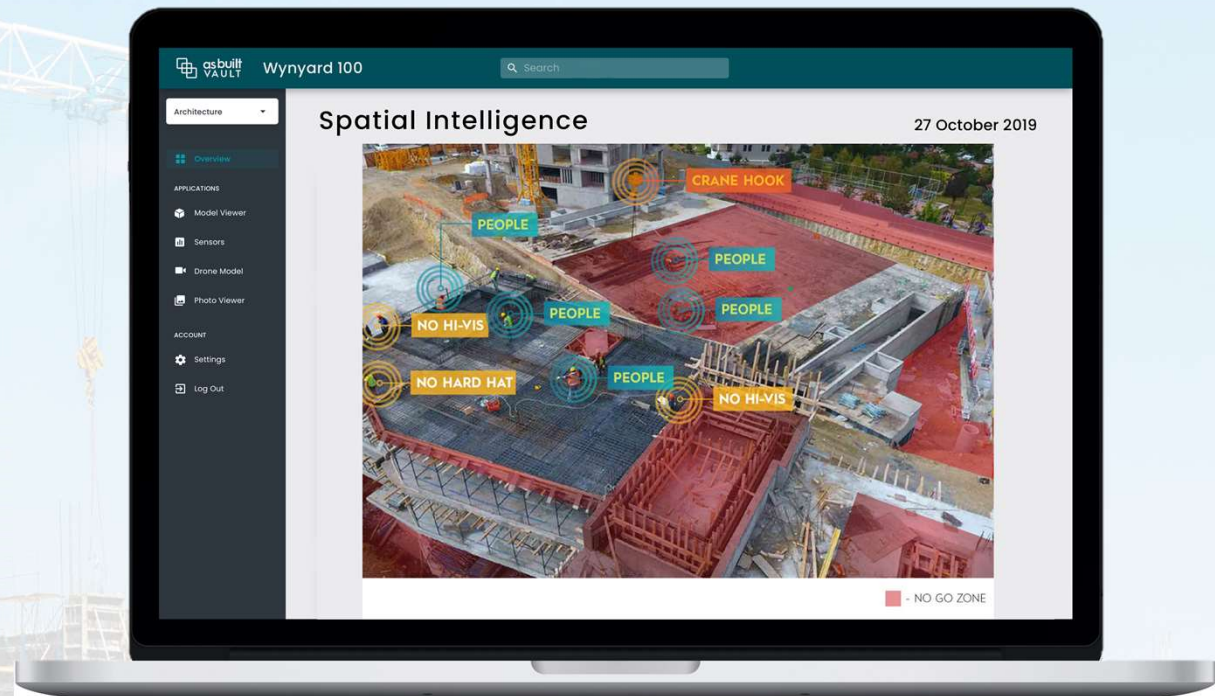 asbuilt
VAULT
Wynyard 100
Search
Architecture
Spatial Intelligence
27 October 2019
Overview
APPLICATIONS
Model Viewer
Sensors
Drone Model
Photo Viewer
ACCOUNT
Settings
Log Out
CRANE HOOK
PEOPLE
PEOPLE
PEOPLE
PEOPLE
NO HI-VIS
PEOPLE
NO HARD HAT
NO HI-VIS
- NO GO ZONE